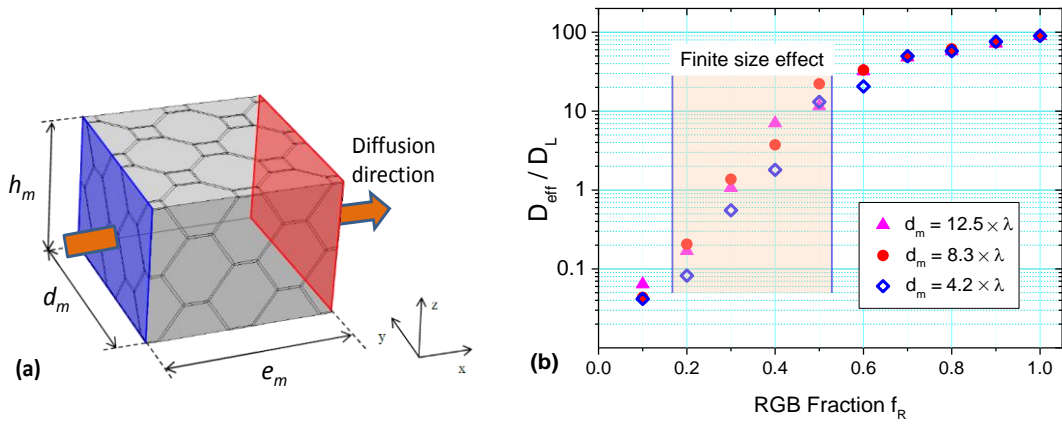 h_m
d_m
e_m
Diffusion
direction
z
y
x
(a)
D_eff / D_L
100
10
1
0.1
Finite size effect
d_m = 12.5 × λ
d_m = 8.3 × λ
d_m = 4.2 × λ
0.0 0.2 0.4 0.6 0.8 1.0
(b)
RGB Fraction f_R